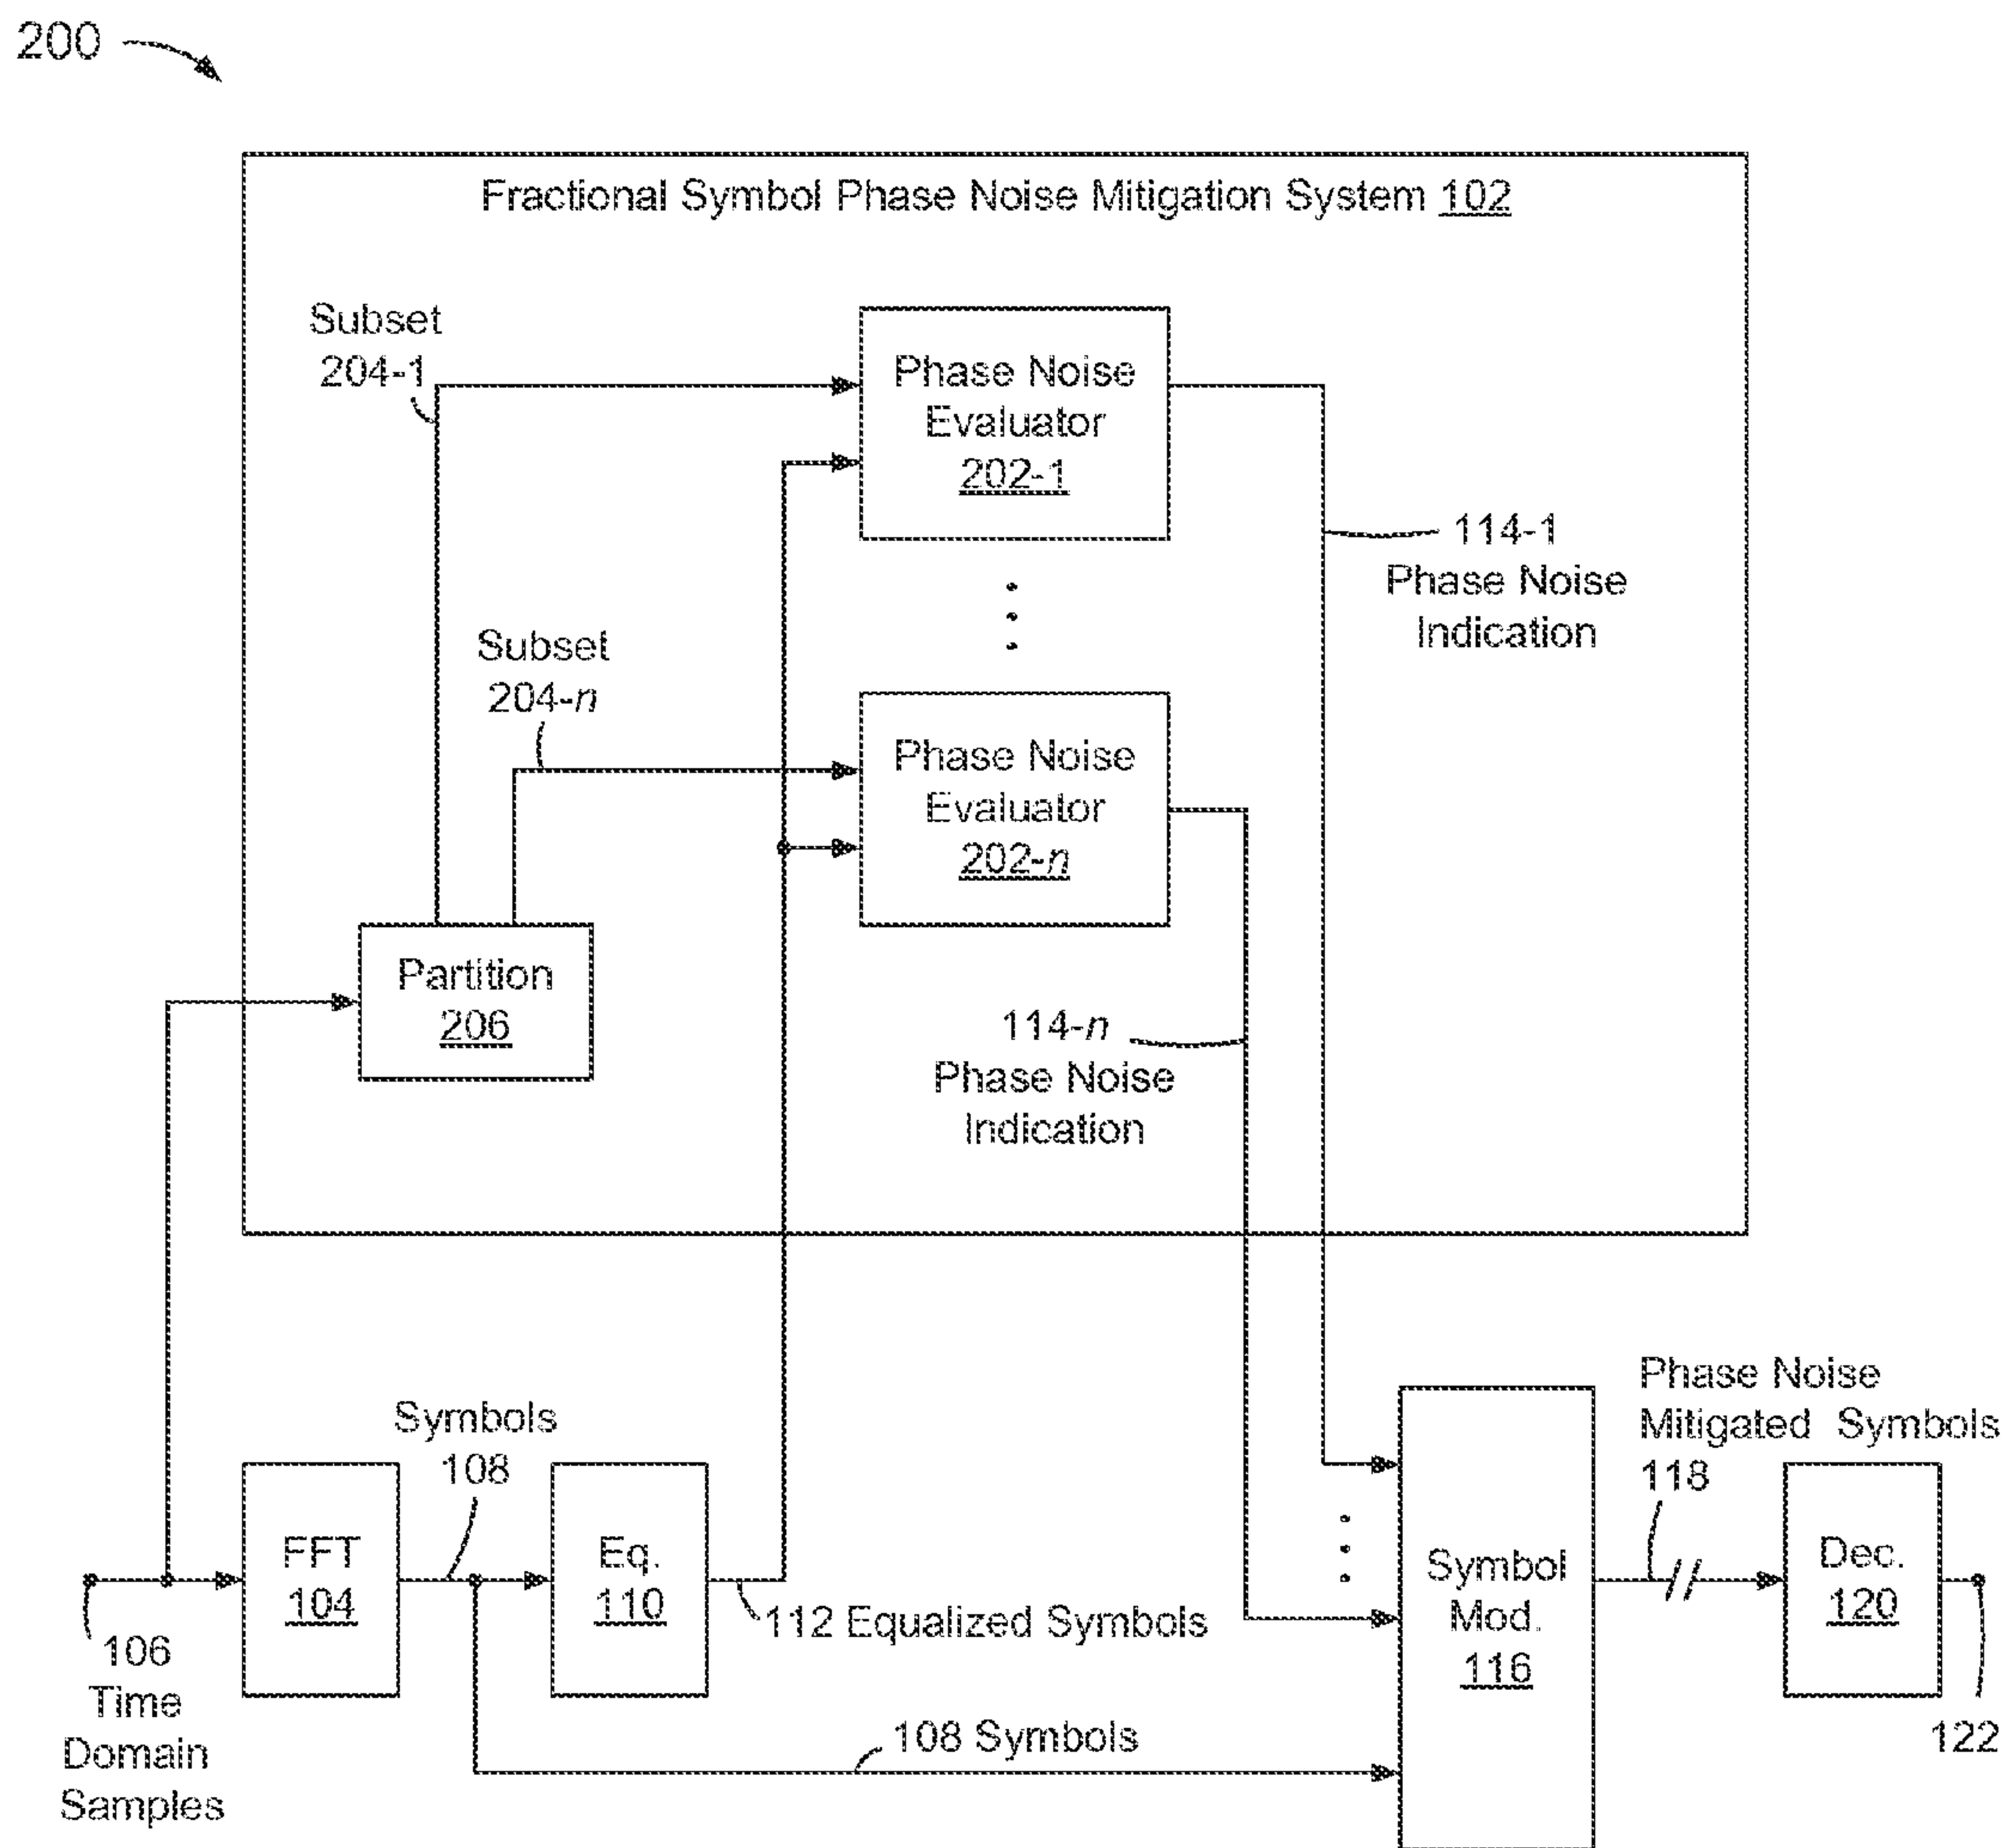 200
Fractional Symbol Phase Noise Mitigation System 102
Subset
204-1
Phase Noise
Evaluator
202-1
114-1
Phase Noise
Indication
Subset
204-n
Phase Noise
Evaluator
202-n
Partition
206
114-n
Phase Noise
Indication
Symbols
108
FFT
104
Eq.
110
112 Equalized Symbols
106
Time
Domain
Samples
108 Symbols
Symbol
Mod.
116
Phase Noise
Mitigated Symbols
118
Dec.
120
122